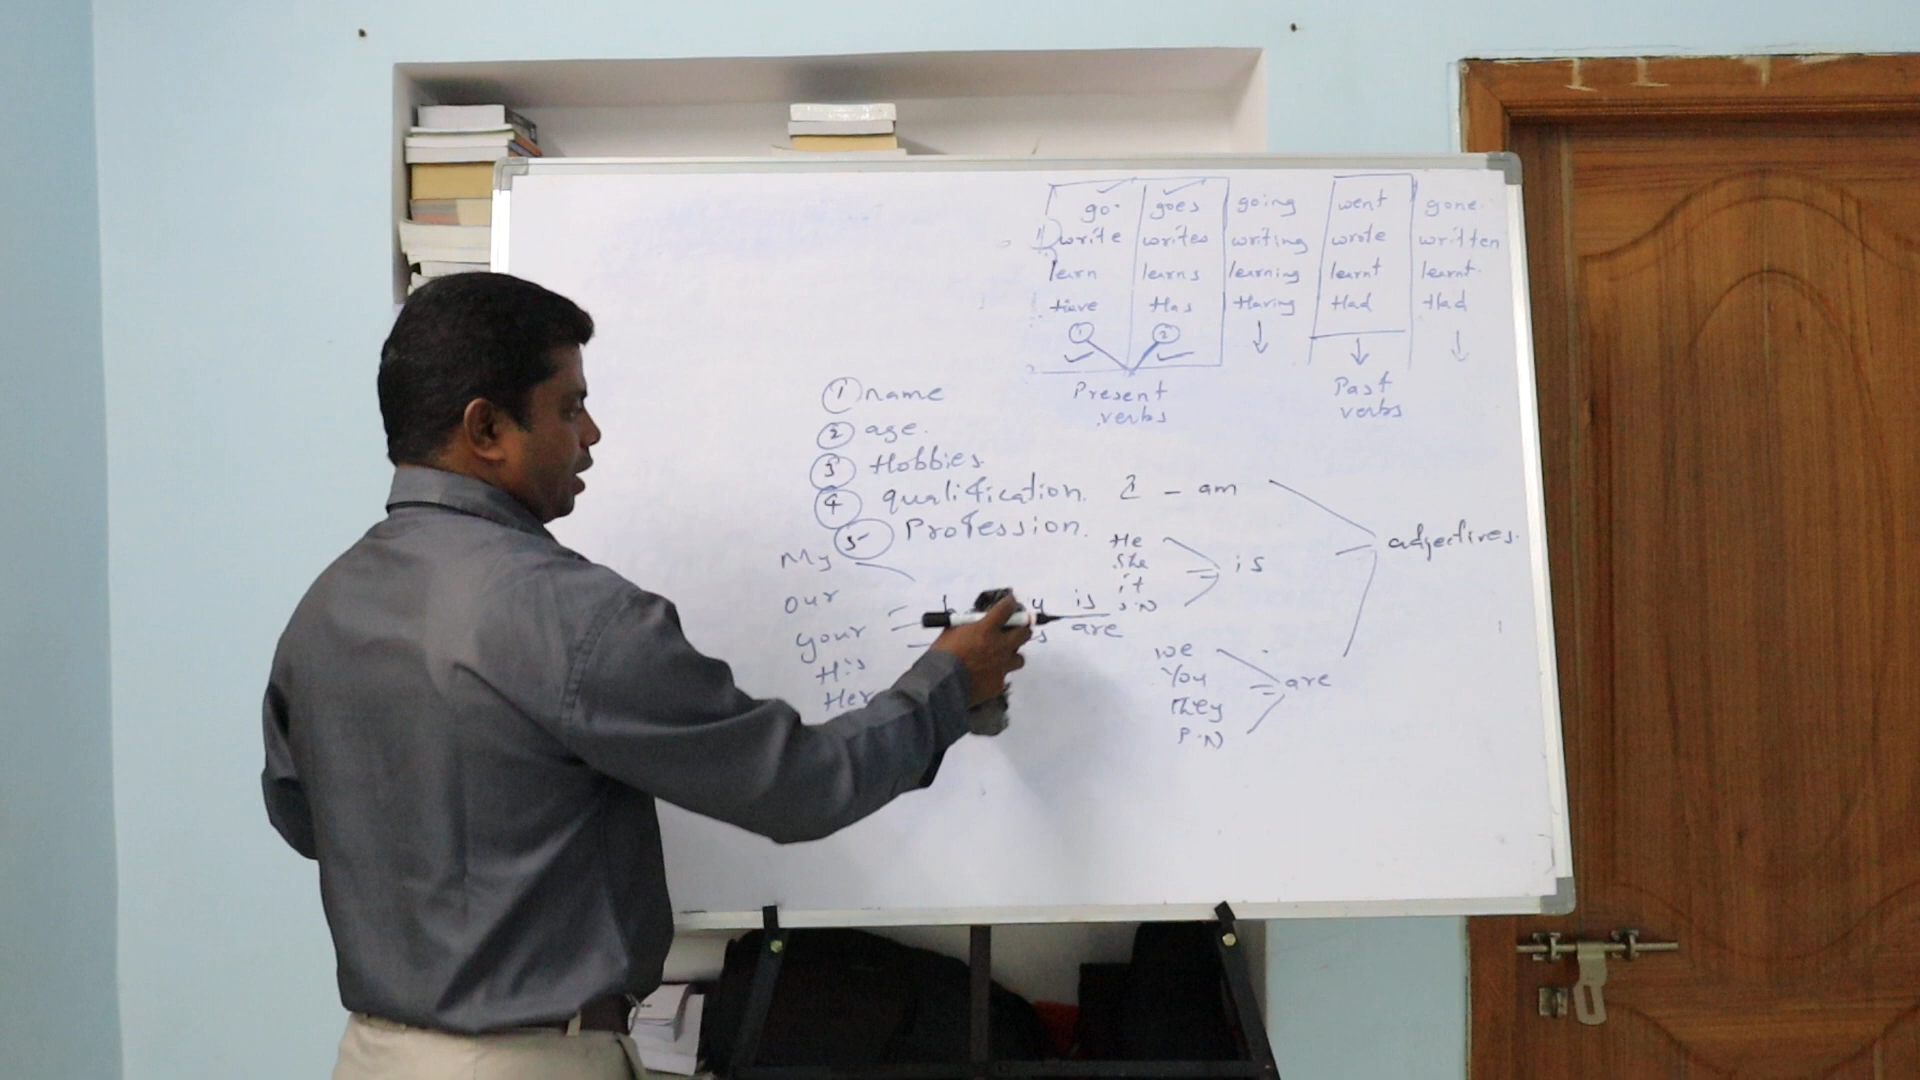 go goes going went gone
write writes writing wrote written
learn learns learning learnt learnt
Have Has Having Had Had
1 2
Present verbs
Past verbs
1 name
2 age.
3 Hobbies
4 qualification.
5 Profession.
My
our
your
His
Her
is
are
I - am
He
She
it
S.N
is
we
You
They
P.N
are
adjectives.